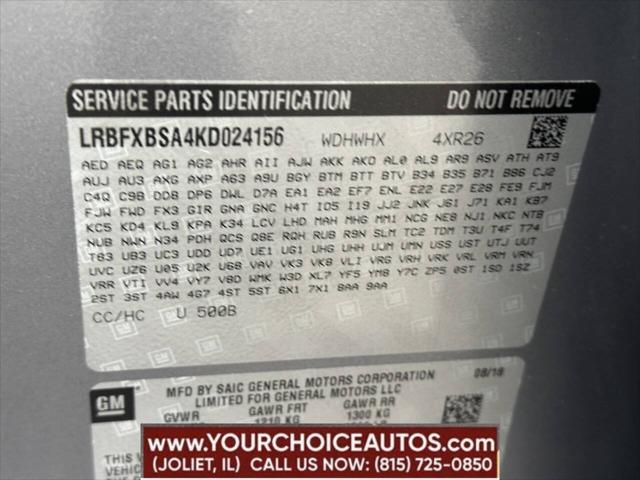 SERVICE PARTS IDENTIFICATION DO NOT REMOVE
LRBFXBSA4KD024156 WDHWHX 4XR26
AED AEQ AG1 AG2 AHR AII AJW AKK AKO AL0 AL9 AR9 ASV ATH AT9
AUJ AU3 AXG AXP A63 A9U BGY BTM BTT BTV B34 B35 B71 B86 CJ2
C4Q C9B DD8 DP6 DWL D7A EA1 EA2 EF7 ENL E22 E27 E28 FE9 FJM
FJW FWD FX3 GIR GNA GNC H4T IO5 I19 JJ2 JNK J61 J71 KA1 KB7
KC5 KD4 KL9 KPA K34 LCV LHD MAH MHG MM1 NCG NE8 NJ1 NKC NTB
NUB NWN N34 PDH QCS Q8E RQH RUB R9N SLM TC2 TDM T3U T4F T74
T83 UB3 UC3 UDD UD7 UE1 UG1 UHG UHH UJM UMN USS UST UTJ UUT
UVC UZ6 U05 U2K U68 VAV VK3 VK8 VLI VRG VRH VRK VRL VRM VRN
VRR VTI VV4 VY7 V8D WMK W3D XL7 YF5 YM8 Y7C ZP5 0ST 1SD 1SZ
2ST 3ST 4AW 4G7 4ST 5ST 6X1 7X1 8AA 9AA
CC/HC U 500B
GM
MFD BY SAIC GENERAL MOTORS CORPORATION 08/18
LIMITED FOR GENERAL MOTORS LLC
GVWR GAWR FRT GAWR RR
1210 KG 1300 KG
THIS
VEHICLE
WWW.YOURCHOICEAUTOS.COM
(JOLIET, IL) CALL US NOW: (815) 725-0850